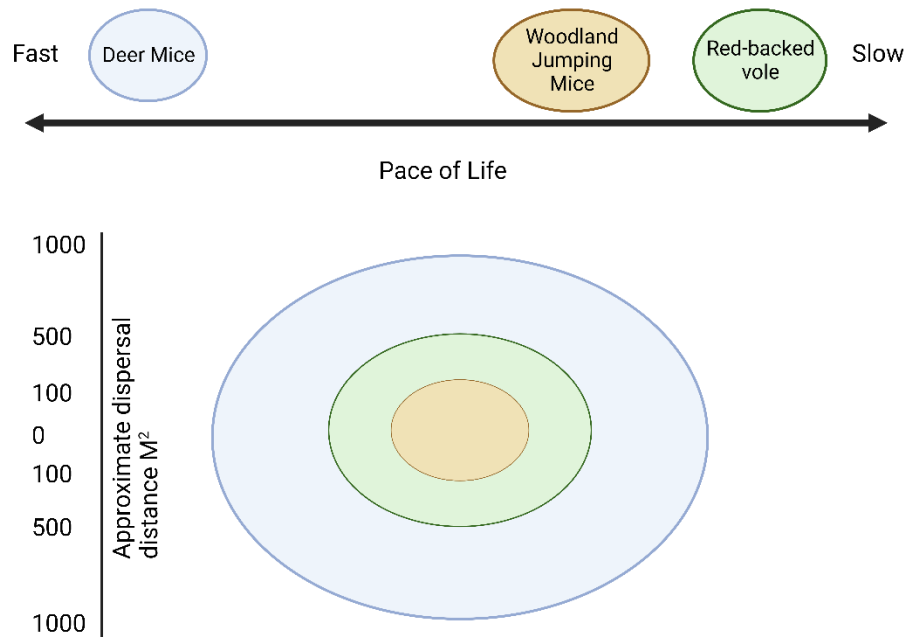 Fast
Deer Mice
Woodland
Jumping
Mice
Red-backed
vole
Slow
Pace of Life
1000
500
100
0
100
500
1000
Approximate dispersal
distance M²